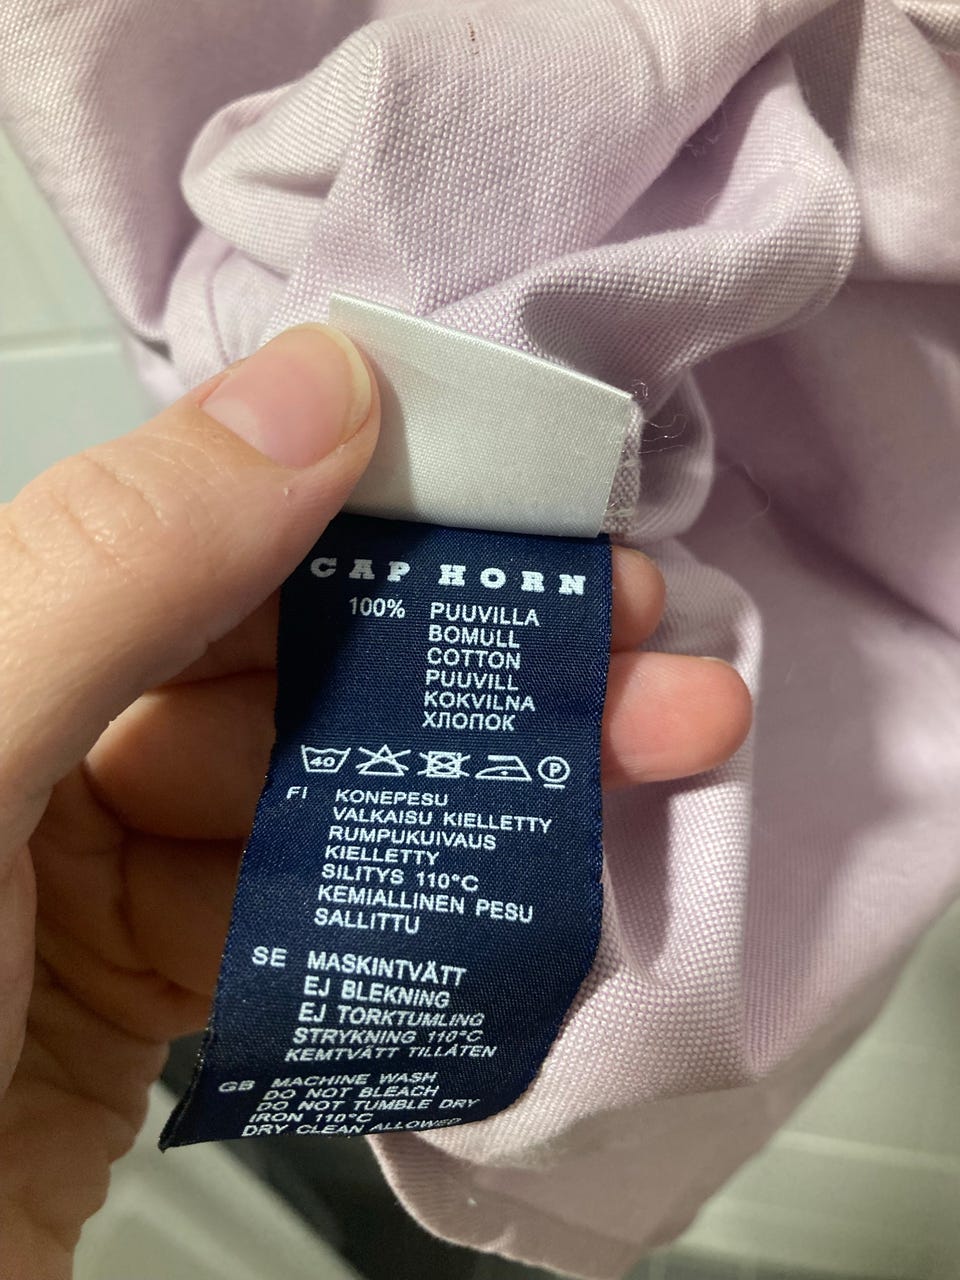 CAP HORN
100% PUUVILLA
BOMULL
COTTON
PUUVILL
KOKVILNA
ХЛОПОК
40 P
FI KONEPESU
VALKAISU KIELLETTY
RUMPUKUIVAUS
KIELLETTY
SILITYS 110°C
KEMIALLINEN PESU
SALLITTU
SE MASKINTVÄTT
EJ BLEKNING
EJ TORKTUMLING
STRYKNING 110°C
KEMTVÄTT TILLÅTEN
GB MACHINE WASH
DO NOT BLEACH
DO NOT TUMBLE DRY
IRON 110°C
DRY CLEAN ALLOWED